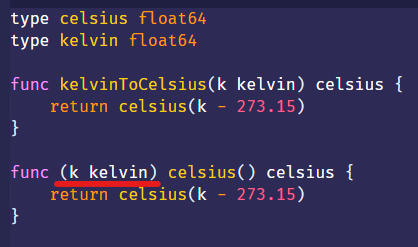 type celsius float64
type kelvin float64
func kelvinToCelsius(k kelvin) celsius {
    return celsius(k - 273.15)
}
func (k kelvin) celsius() celsius {
    return celsius(k - 273.15)
}